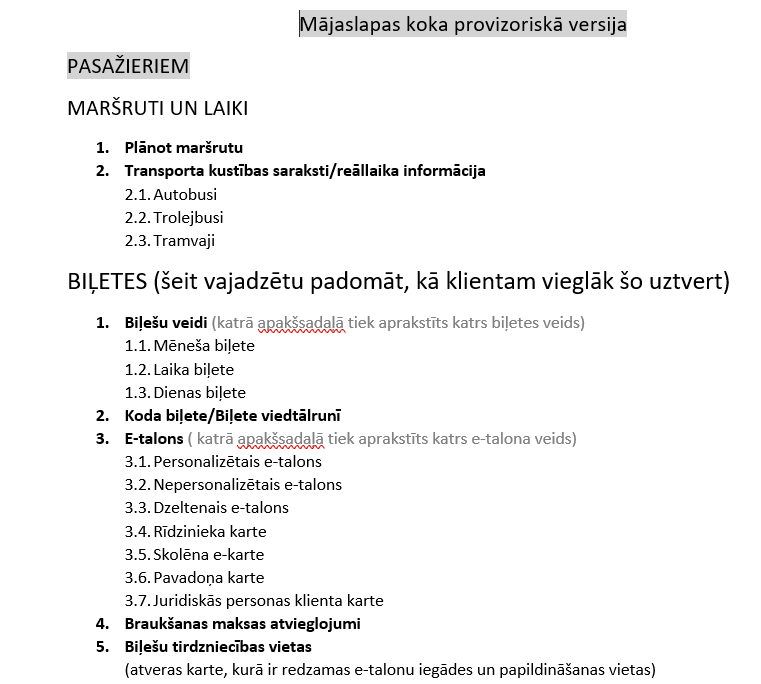 Mājaslapas koka provizoriskā versija
PASAŽIERIEM
MARŠRUTI UN LAIKI
1. Plānot maršrutu
2. Transporta kustības saraksti/reāllaika informācija
2.1. Autobusi
2.2. Trolejbusi
2.3. Tramvaji
BIĻETES (šeit vajadzētu padomāt, kā klientam vieglāk šo uztvert)
1. Biļešu veidi (katrā apakšsadaļā tiek aprakstīts katrs biļetes veids)
1.1. Mēneša biļete
1.2. Laika biļete
1.3. Dienas biļete
2. Koda biļete/Biļete viedtālrunī
3. E-talons ( katrā apakšsadaļā tiek aprakstīts katrs e-talona veids)
3.1. Personalizētais e-talons
3.2. Nepersonalizētais e-talons
3.3. Dzeltenais e-talons
3.4. Rīdzinieka karte
3.5. Skolēna e-karte
3.6. Pavadoņa karte
3.7. Juridiskās personas klienta karte
4. Braukšanas maksas atvieglojumi
5. Biļešu tirdzniecības vietas
(atveras karte, kurā ir redzamas e-talonu iegādes un papildināšanas vietas)